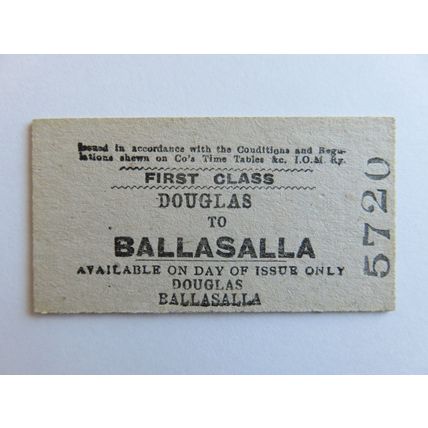 Issued in accordance with the Conditions and Regu-
lations shewn on Co's Time Tables &c. I.O.M. Ry.
FIRST CLASS
DOUGLAS
TO
BALLASALLA
AVAILABLE ON DAY OF ISSUE ONLY
DOUGLAS
BALLASALLA
5720